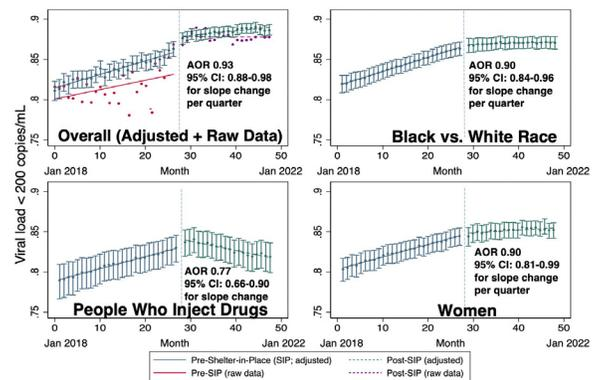 Viral load < 200 copies/mL
.9
.85
.8
.75
AOR 0.93
95% CI: 0.88-0.98
for slope change
per quarter
Overall (Adjusted + Raw Data)
0 10 20 30 40 50
Jan 2018 Month Jan 2022
.9
.85
.8
.75
AOR 0.90
95% CI: 0.84-0.96
for slope change
per quarter
Black vs. White Race
0 10 20 30 40 50
Jan 2018 Month Jan 2022
.9
.85
.8
.75
AOR 0.77
95% CI: 0.66-0.90
for slope change
People Who Inject Drugs
0 10 20 30 40 50
Jan 2018 Month Jan 2022
.9
.85
.8
.75
AOR 0.90
95% CI: 0.81-0.99
for slope change
per quarter
Women
0 10 20 30 40 50
Jan 2018 Month Jan 2022
Pre-Shelter-in-Place (SIP; adjusted) Post-SIP (adjusted)
Pre-SIP (raw data) Post-SIP (raw data)